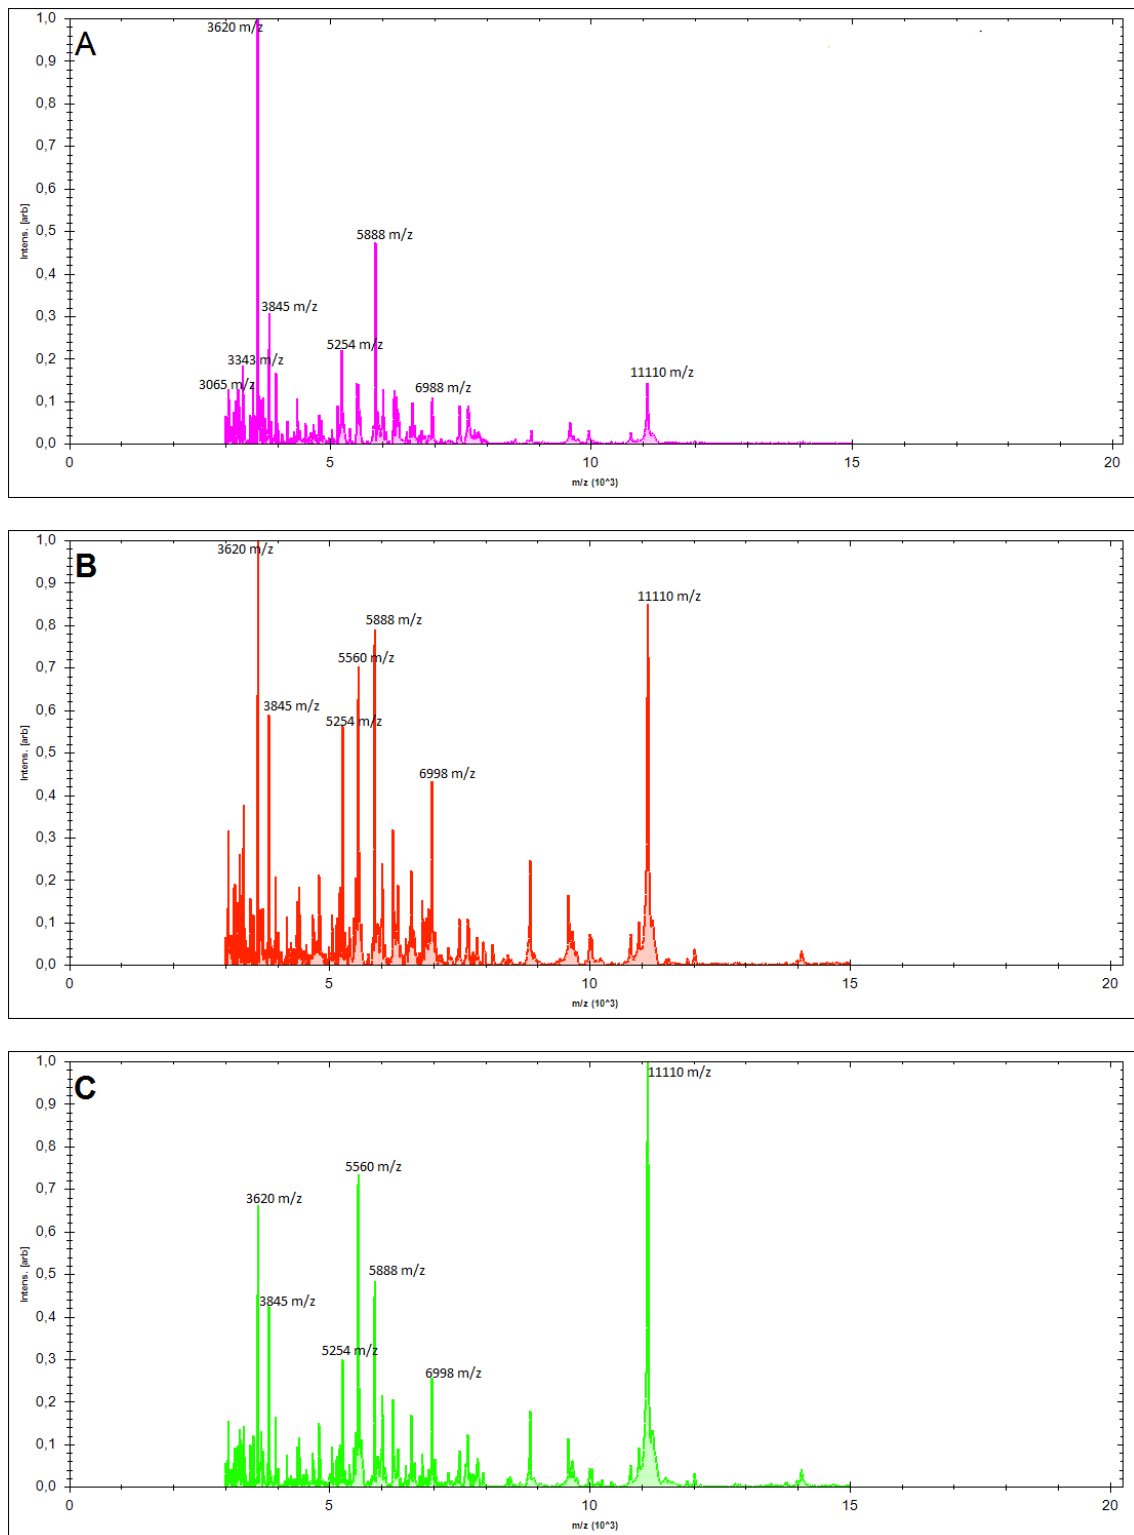 A
1,0
0,9
0,8
0,7
0,6
0,5
0,4
0,3
0,2
0,1
0,0
Intens. [arb]
3620 m/z
5888 m/z
3845 m/z
5254 m/z
3343 m/z
3065 m/z
6988 m/z
11110 m/z
0 5 10 15 20
m/z (10^3)
B
1,0
0,9
0,8
0,7
0,6
0,5
0,4
0,3
0,2
0,1
0,0
Intens. [arb]
3620 m/z
11110 m/z
5888 m/z
5560 m/z
3845 m/z
5254 m/z
6998 m/z
0 5 10 15 20
m/z (10^3)
C
1,0
0,9
0,8
0,7
0,6
0,5
0,4
0,3
0,2
0,1
0,0
Intens. [arb]
11110 m/z
5560 m/z
3620 m/z
5888 m/z
3845 m/z
5254 m/z
6998 m/z
0 5 10 15 20
m/z (10^3)